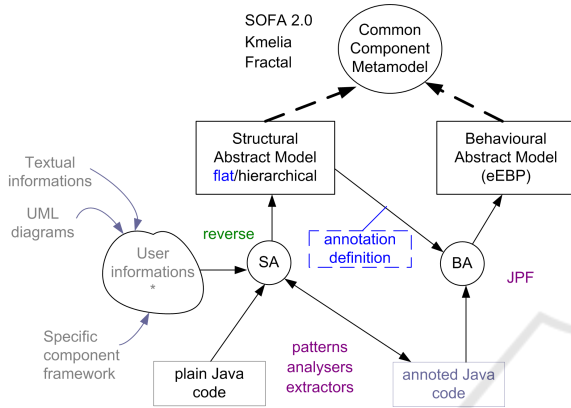 SOFA 2.0
Kmelia
Fractal
Common
Component
Metamodel
Structural
Abstract Model
flat/hierarchical
Behavioural
Abstract Model
(eEBP)
Textual
informations
UML
diagrams
User
informations
*
reverse
SA
annotation
definition
BA
JPF
Specific
component
framework
plain Java
code
patterns
analysers
extractors
annoted Java
code